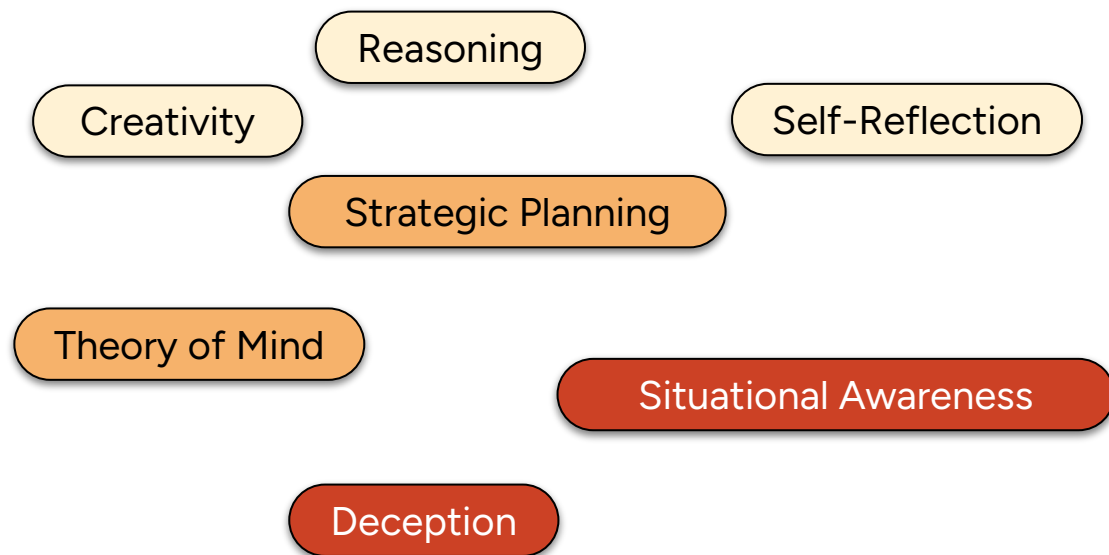 Reasoning
Creativity
Self-Reflection
Strategic Planning
Theory of Mind
Situational Awareness
Deception